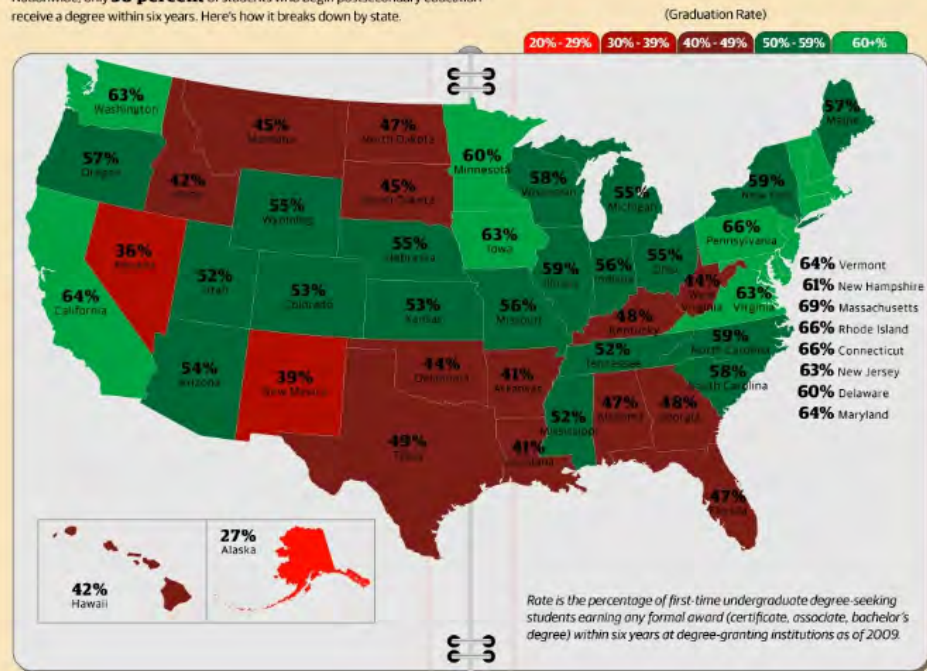 receive a degree within six years. Here's how it breaks down by state.
(Graduation Rate)
20% - 29% 30% - 39% 40% - 49% 50% - 59% 60+%
63%
Washington
57%
Oregon
45%
Montana
42%
Idaho
47%
North Dakota
45%
South Dakota
55%
Wyoming
60%
Minnesota
58%
Wisconsin
55%
Michigan
57%
Maine
59%
New York
66%
Pennsylvania
64%
California
36%
Nevada
52%
Utah
53%
Colorado
55%
Nebraska
63%
Iowa
53%
Kansas
56%
Missouri
59%
Illinois
56%
Indiana
55%
Ohio
44%
West
Virginia
63%
Virginia
48%
Kentucky
54%
Arizona
39%
New Mexico
44%
Oklahoma
41%
Arkansas
52%
Tennessee
59%
North Carolina
58%
South Carolina
49%
Texas
41%
Louisiana
52%
Mississippi
47%
Alabama
48%
Georgia
47%
Florida
64% Vermont
61% New Hampshire
69% Massachusetts
66% Rhode Island
66% Connecticut
63% New Jersey
60% Delaware
64% Maryland
42%
Hawaii
27%
Alaska
Rate is the percentage of first-time undergraduate degree-seeking
students earning any formal award (certificate, associate, bachelor's
degree) within six years at degree-granting institutions as of 2009.